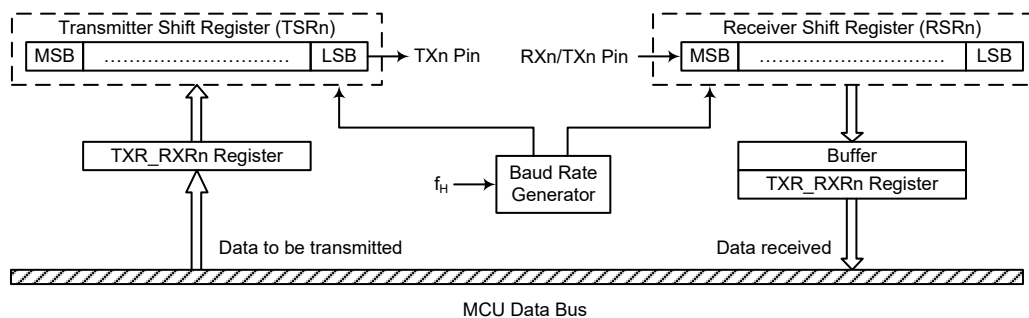 Transmitter Shift Register (TSRn)
MSB
…………………………
LSB
TXn Pin
RXn/TXn Pin
Receiver Shift Register (RSRn)
MSB
…………………………
LSB
TXR_RXRn Register
fH
Baud Rate
Generator
Buffer
TXR_RXRn Register
Data to be transmitted
Data received
MCU Data Bus